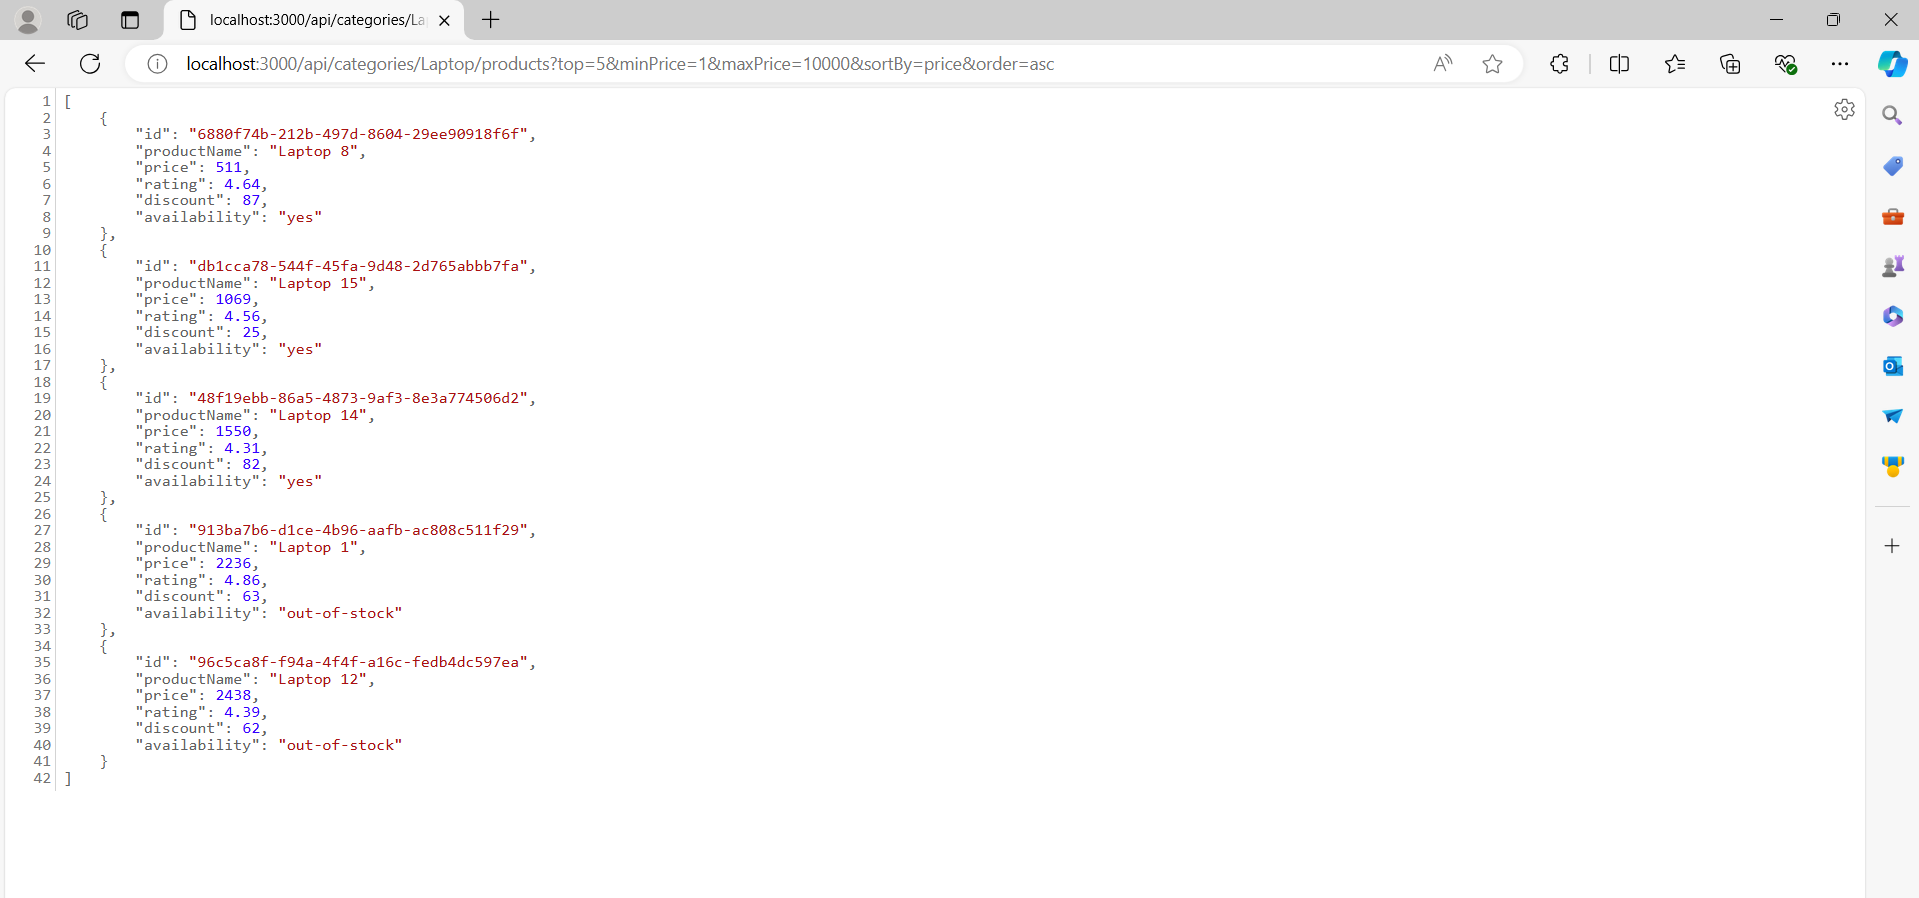 localhost:3000/api/categories/La
localhost:3000/api/categories/Laptop/products?top=5&minPrice=1&maxPrice=10000&sortBy=price&order=asc
1 [
2 {
3 "id": "6880f74b-212b-497d-8604-29ee90918f6f",
4 "productName": "Laptop 8",
5 "price": 511,
6 "rating": 4.64,
7 "discount": 87,
8 "availability": "yes"
9 },
10 {
11 "id": "db1cca78-544f-45fa-9d48-2d765abbb7fa",
12 "productName": "Laptop 15",
13 "price": 1069,
14 "rating": 4.56,
15 "discount": 25,
16 "availability": "yes"
17 },
18 {
19 "id": "48f19ebb-86a5-4873-9af3-8e3a774506d2",
20 "productName": "Laptop 14",
21 "price": 1550,
22 "rating": 4.31,
23 "discount": 82,
24 "availability": "yes"
25 },
26 {
27 "id": "913ba7b6-d1ce-4b96-aafb-ac808c511f29",
28 "productName": "Laptop 1",
29 "price": 2236,
30 "rating": 4.86,
31 "discount": 63,
32 "availability": "out-of-stock"
33 },
34 {
35 "id": "96c5ca8f-f94a-4f4f-a16c-fedb4dc597ea",
36 "productName": "Laptop 12",
37 "price": 2438,
38 "rating": 4.39,
39 "discount": 62,
40 "availability": "out-of-stock"
41 }
42 ]